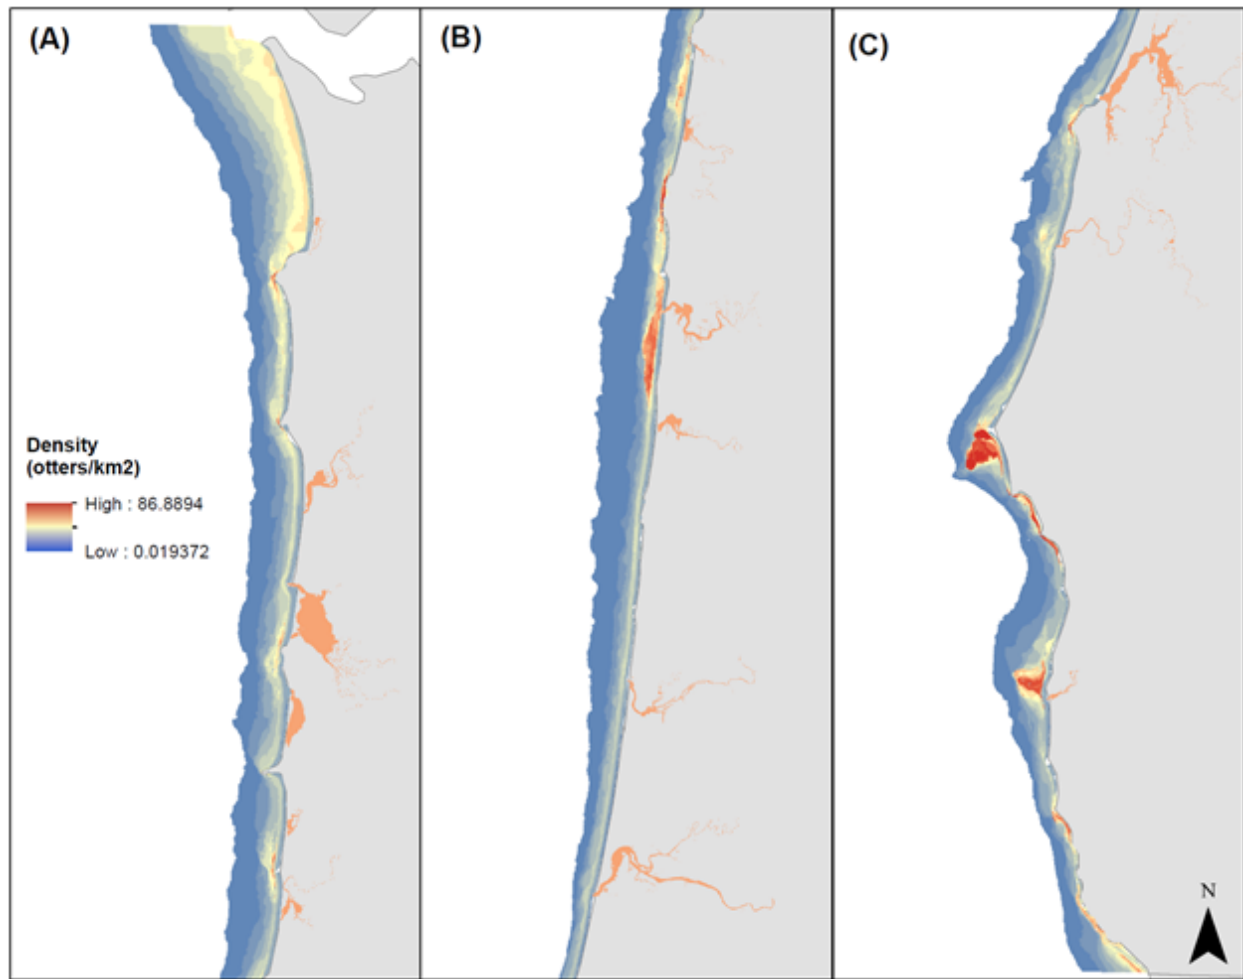 (A)
(B)
(C)
Density
(otters/km2)
High : 86.8894
Low : 0.019372
N